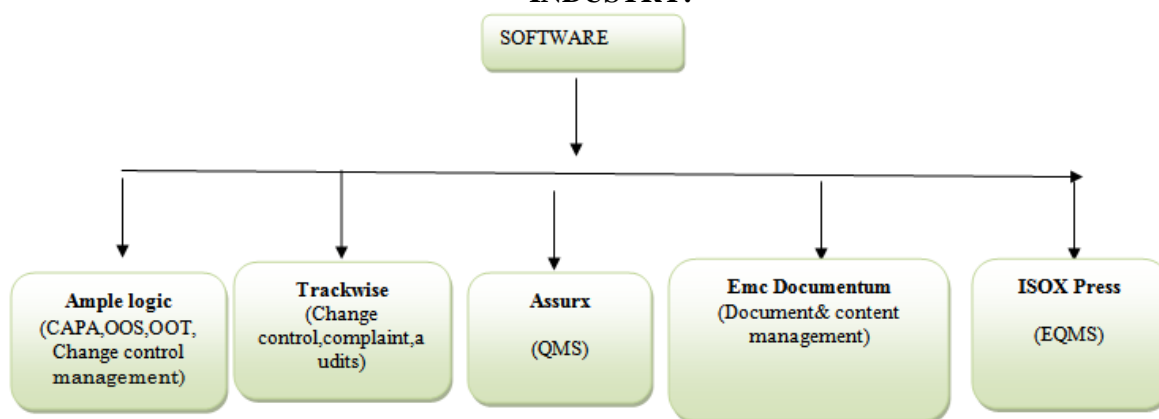 INDUSTRY:
SOFTWARE
Ample logic
(CAPA,OOS,OOT,
Change control
management)
Trackwise
(Change
control,complaint,a
udits)
Assurx
(QMS)
Emc Documentum
(Document& content
management)
ISOX Press
(EQMS)